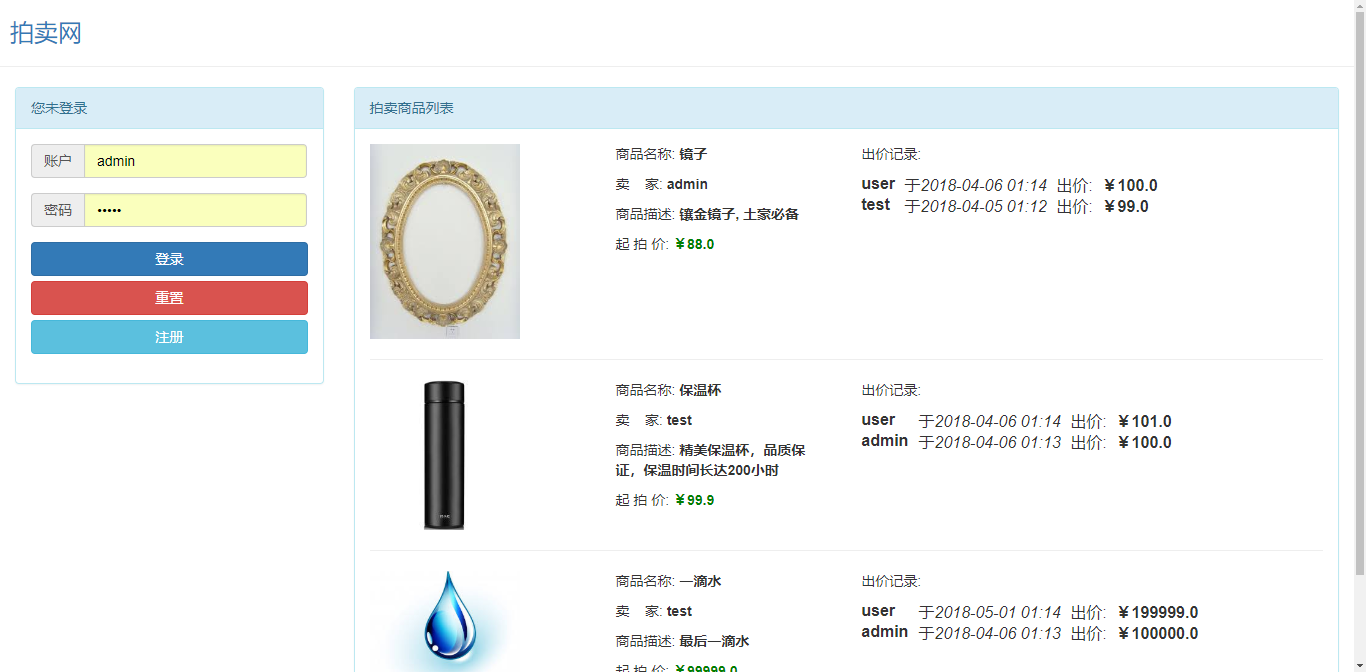 拍卖网
您未登录
账户 admin
密码 •••••
登录
重置
注册
拍卖商品列表
商品名称: 镜子
卖 家: admin
商品描述: 镶金镜子, 土家必备
起 拍 价: ￥88.0
出价记录:
user 于2018-04-06 01:14 出价: ￥100.0
test 于2018-04-05 01:12 出价: ￥99.0
商品名称: 保温杯
卖 家: test
商品描述: 精美保温杯，品质保
证，保温时间长达200小时
起 拍 价: ￥99.9
出价记录:
user 于2018-04-06 01:14 出价: ￥101.0
admin 于2018-04-06 01:13 出价: ￥100.0
商品名称: 一滴水
卖 家: test
商品描述: 最后一滴水
起 拍 价: ￥99999.0
出价记录:
user 于2018-05-01 01:14 出价: ￥199999.0
admin 于2018-04-06 01:13 出价: ￥100000.0